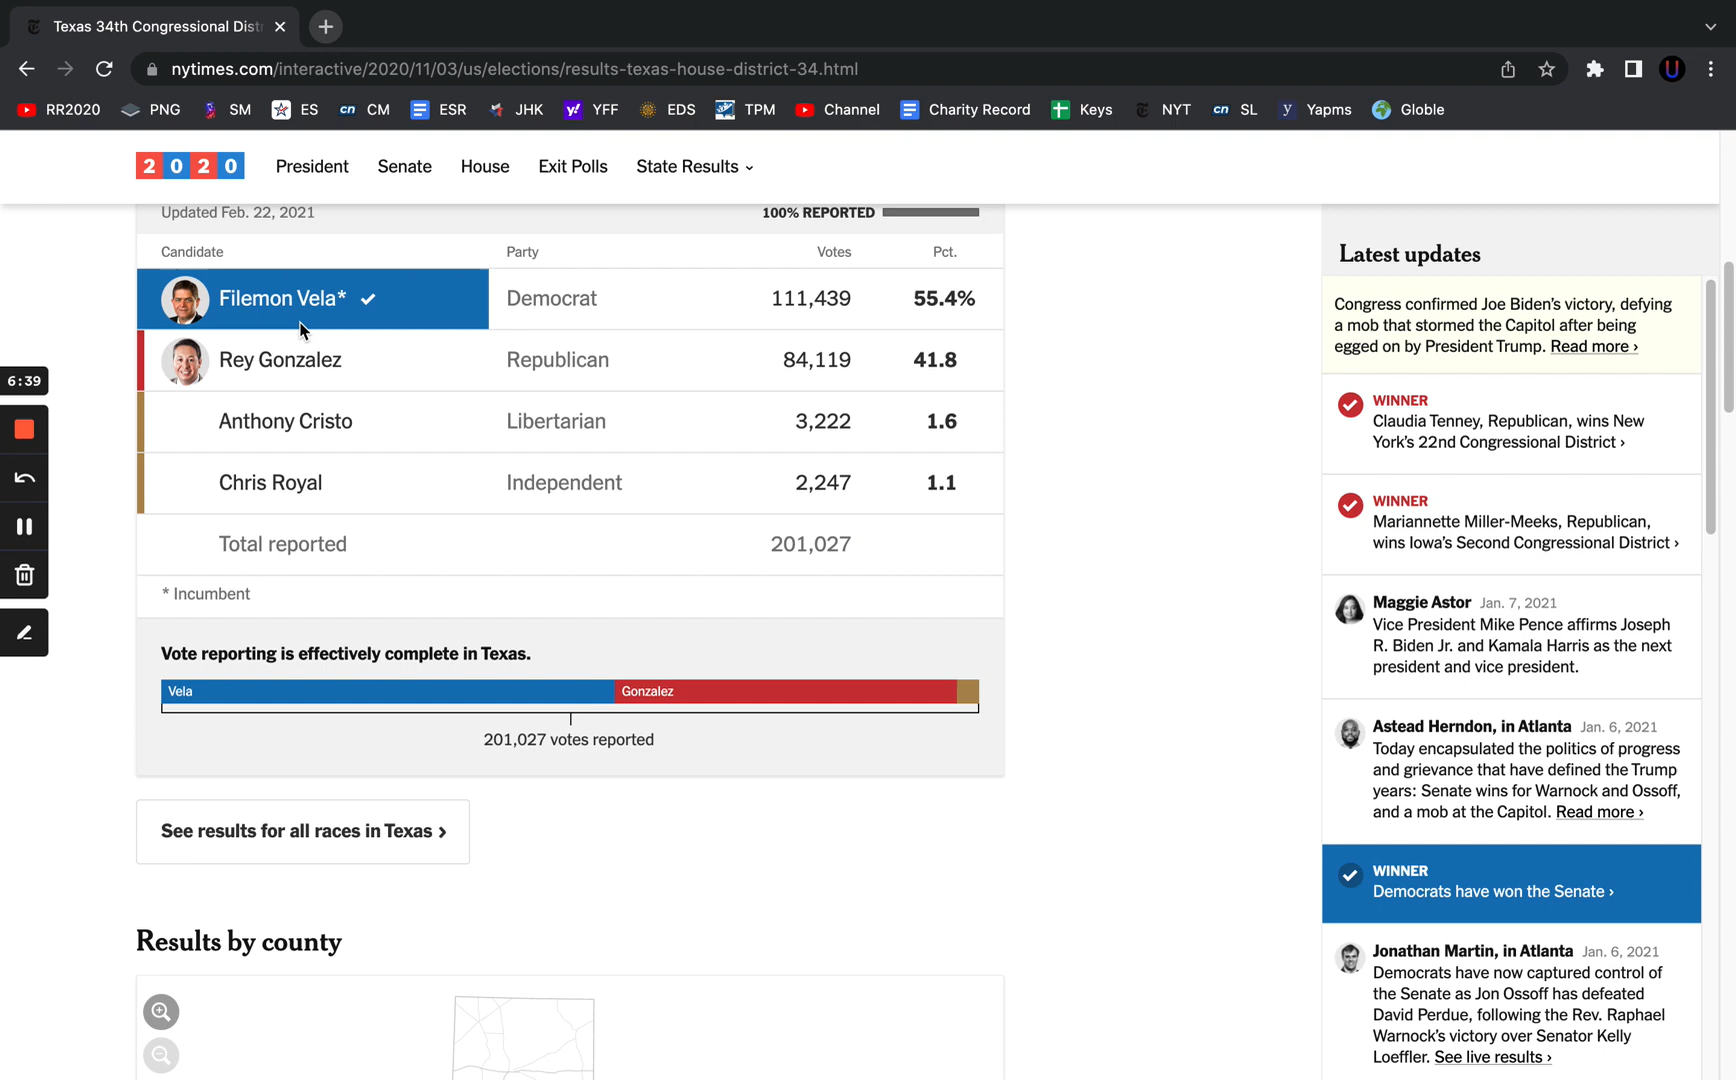 Texas 34th Congressional Dist
nytimes.com/interactive/2020/11/03/us/elections/results-texas-house-district-34.html
U
RR2020 PNG SM ES CM ESR JHK YFF EDS TPM Channel Charity Record Keys NYT SL Yapms Globle
2020 President Senate House Exit Polls State Results
Updated Feb. 22, 2021 100% REPORTED
Candidate Party Votes Pct.
Filemon Vela* Democrat 111,439 55.4%
Rey Gonzalez Republican 84,119 41.8
Anthony Cristo Libertarian 3,222 1.6
Chris Royal Independent 2,247 1.1
Total reported 201,027
* Incumbent
Vote reporting is effectively complete in Texas.
Vela Gonzalez
201,027 votes reported
See results for all races in Texas ›
Results by county
6:39
Latest updates
Congress confirmed Joe Biden's victory, defying
a mob that stormed the Capitol after being
egged on by President Trump. Read more ›
WINNER
Claudia Tenney, Republican, wins New
York's 22nd Congressional District ›
WINNER
Mariannette Miller-Meeks, Republican,
wins Iowa's Second Congressional District ›
Maggie Astor Jan. 7, 2021
Vice President Mike Pence affirms Joseph
R. Biden Jr. and Kamala Harris as the next
president and vice president.
Astead Herndon, in Atlanta Jan. 6, 2021
Today encapsulated the politics of progress
and grievance that have defined the Trump
years: Senate wins for Warnock and Ossoff,
and a mob at the Capitol. Read more ›
WINNER
Democrats have won the Senate ›
Jonathan Martin, in Atlanta Jan. 6, 2021
Democrats have now captured control of
the Senate as Jon Ossoff has defeated
David Perdue, following the Rev. Raphael
Warnock's victory over Senator Kelly
Loeffler. See live results ›